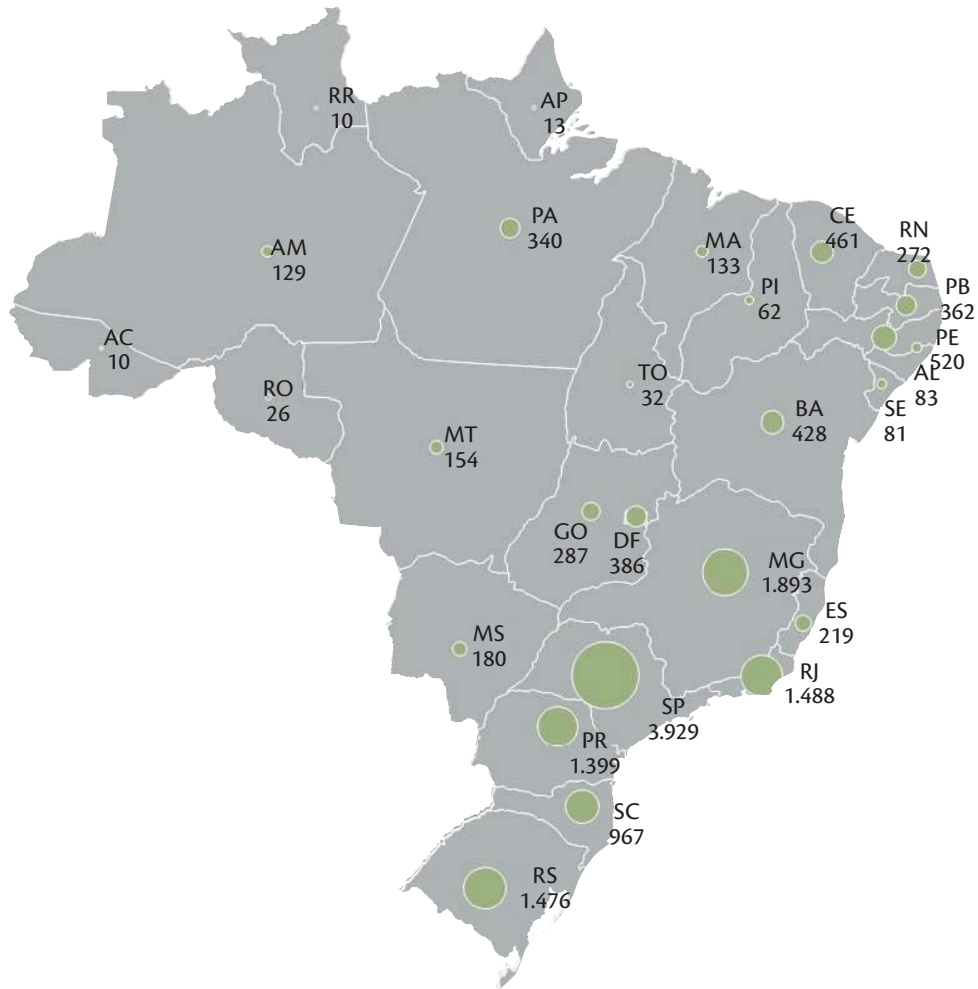 RR
10
AP
13
PA
340
AM
129
MA
133
CE
461
RN
272
PI
62
PB
362
AC
10
PE
520
RO
26
TO
32
AL
83
SE
81
BA
428
MT
154
GO
287
DF
386
MG
1.893
ES
219
MS
180
RJ
1.488
SP
3.929
PR
1.399
SC
967
RS
1.476